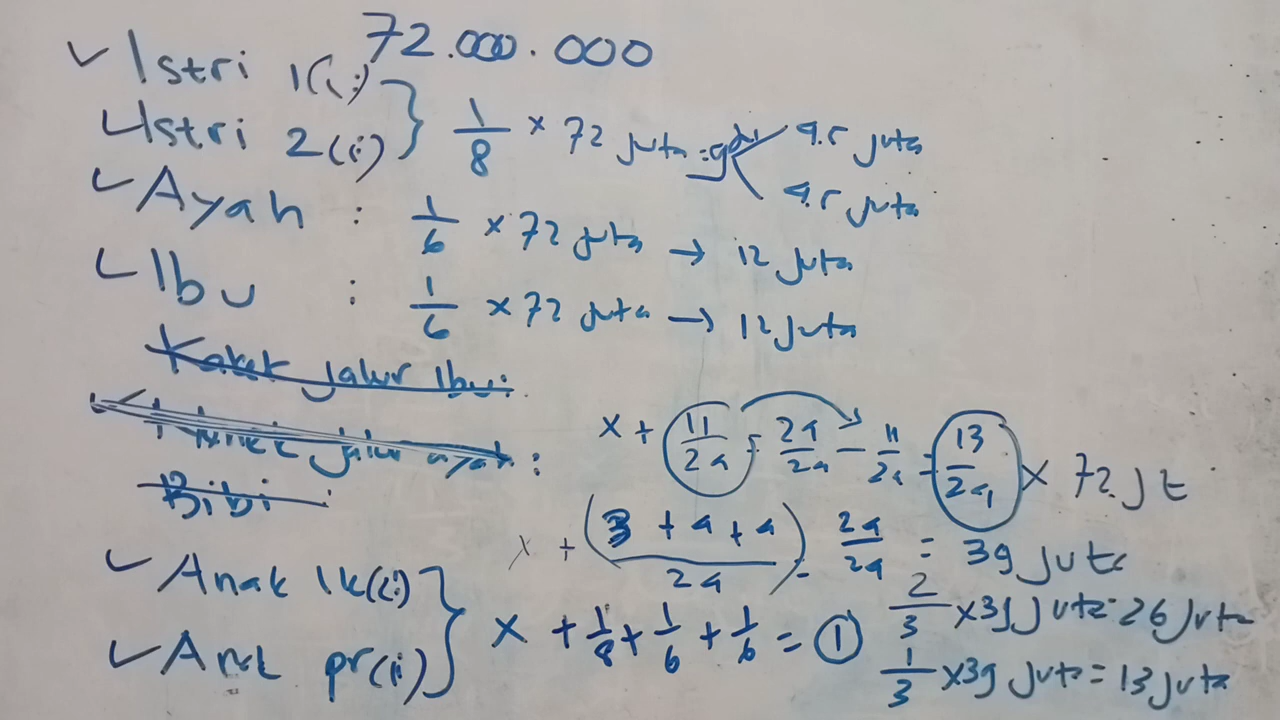 72.000.000
✓ Istri 1(i)
✓ Istri 2(i) } 1/8 × 72 juta = 9 jt 4.5 juta
4.5 juta
✓ Ayah : 1/6 × 72 juta → 12 juta
✓ Ibu : 1/6 × 72 juta → 12 juta
Kakek jalur Ibu:
Nenek jalur ayah :
x + 11/24 = 24/24 - 11/24 = 13/24 × 72 jt
Bibi
x + (3 + 4 + 4)/24 = 24/24 = 39 juta
✓ Anak lk(i)
✓ Anak pr(i) } x + 1/8 + 1/6 + 1/6 = 1
2/3 × 39 juta = 26 juta
1/3 × 39 juta = 13 juta